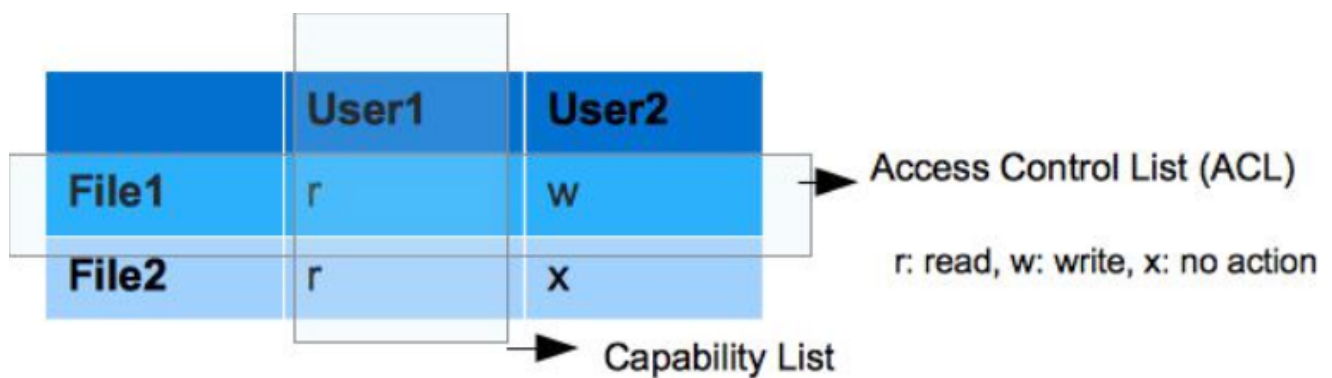 User1 User2
File1 r w
Access Control List (ACL)
r: read, w: write, x: no action
File2 r x
Capability List